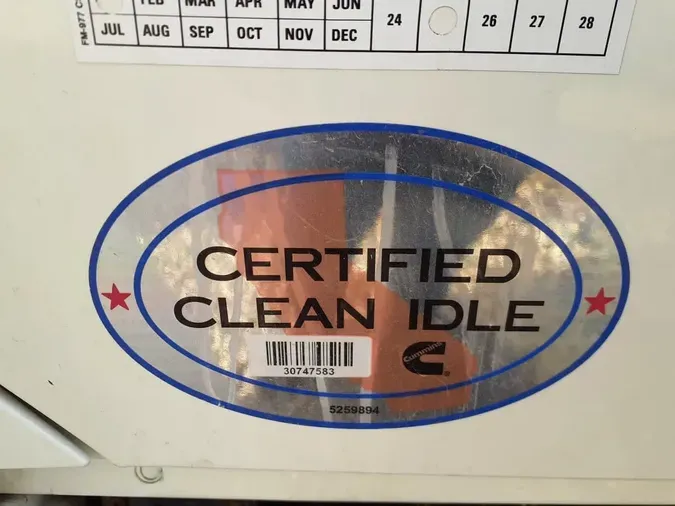 FEB MAR APR MAY JUN
JUL AUG SEP OCT NOV DEC
24 26 27 28
FM-977
CERTIFIED
CLEAN IDLE
30747583
Cummins
5259894